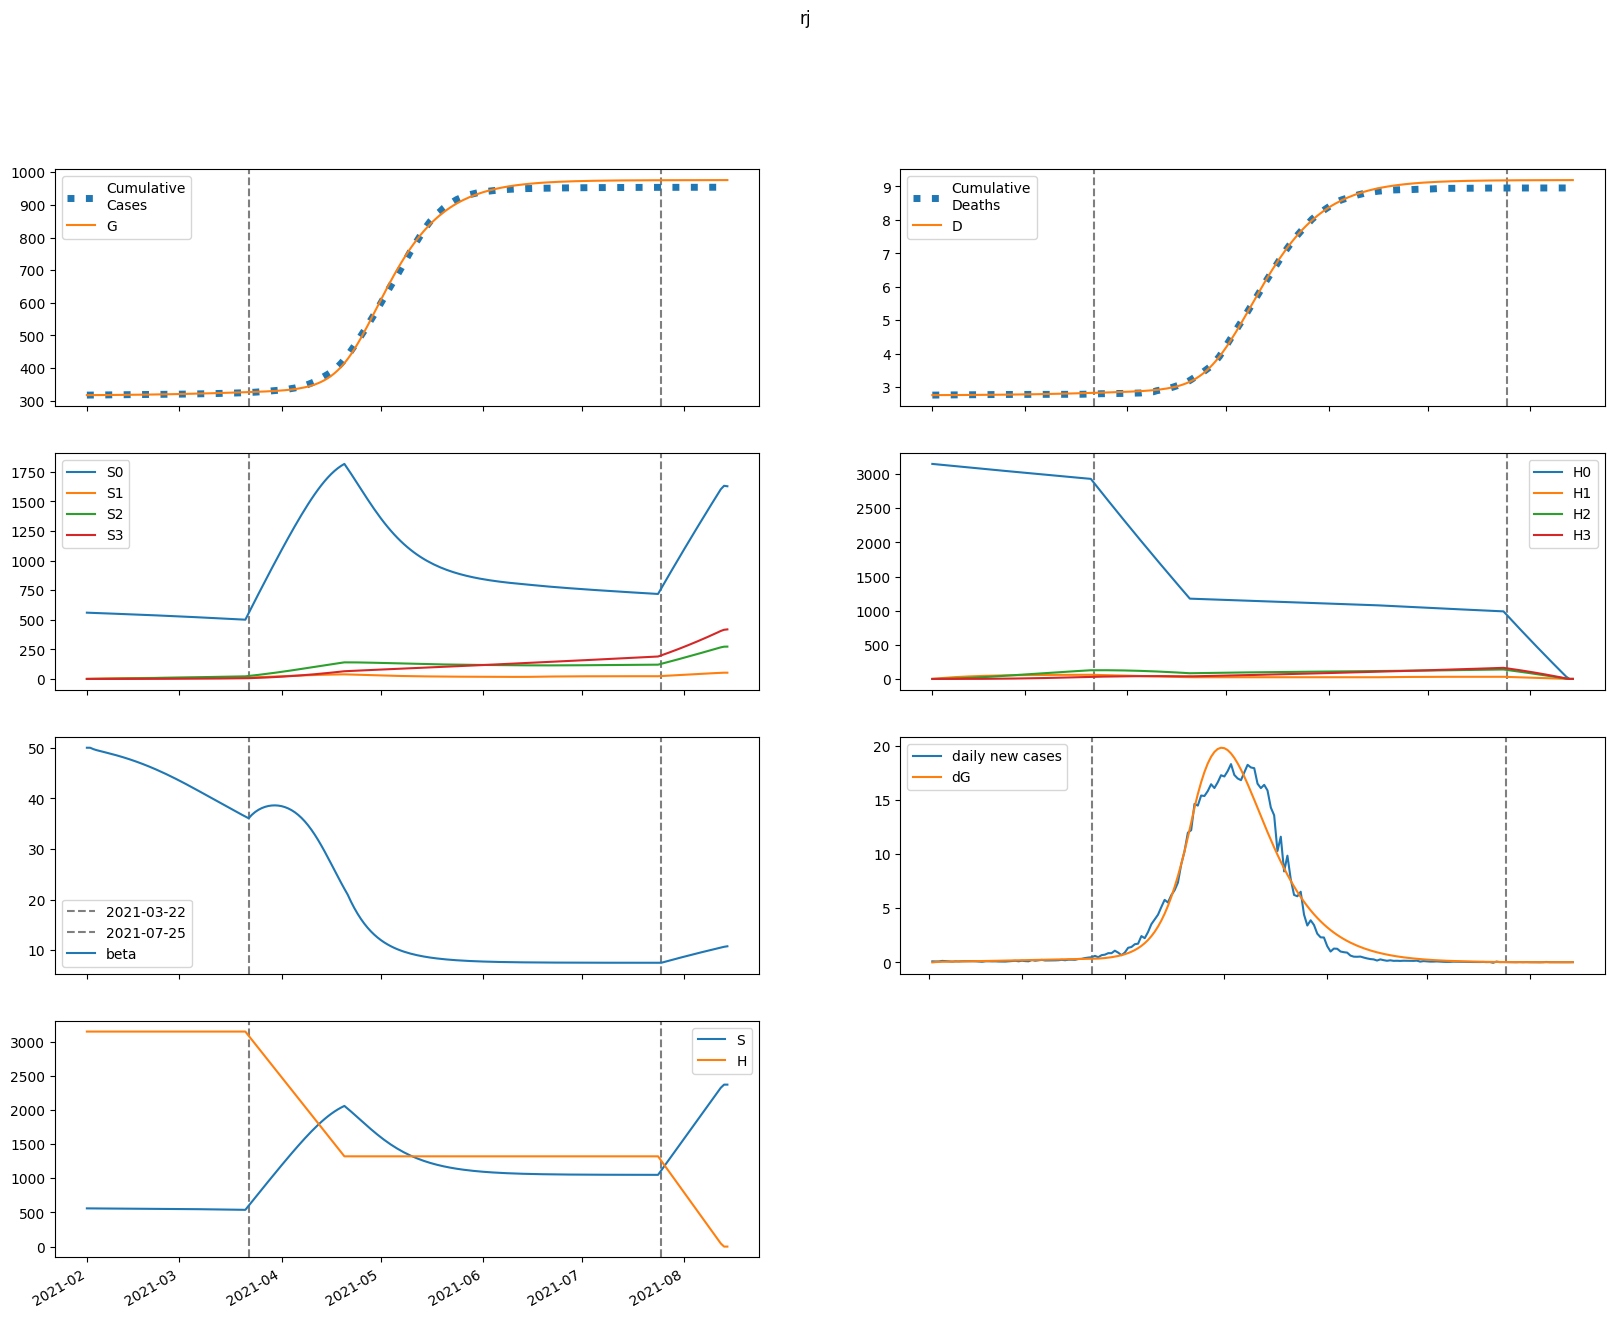 rj
1000
900
800
700
600
500
400
300
Cumulative
Cases
G
9
8
7
6
5
4
3
Cumulative
Deaths
D
1750
1500
1250
1000
750
500
250
0
S0
S1
S2
S3
3000
2500
2000
1500
1000
500
0
H0
H1
H2
H3
50
40
30
20
10
2021-03-22
2021-07-25
beta
20
15
10
5
0
daily new cases
dG
3000
2500
2000
1500
1000
500
0
S
H
2021-02
2021-03
2021-04
2021-05
2021-06
2021-07
2021-08